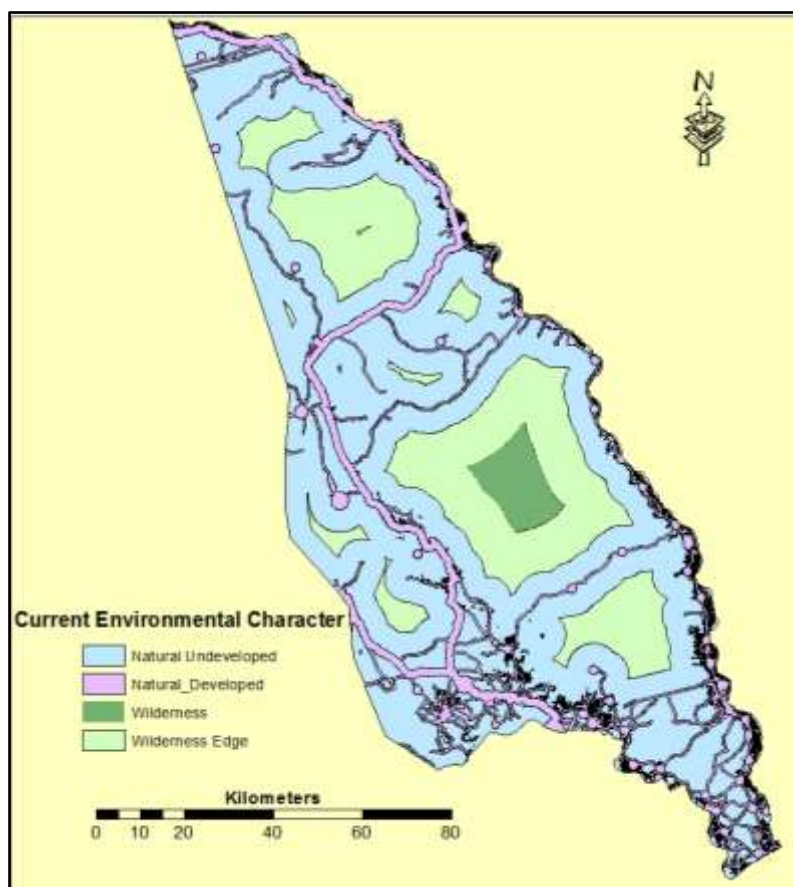 N
Current Environmental Character
Natural Undeveloped
Natural_Developed
Wilderness
Wilderness Edge
Kilometers
0 10 20 40 60 80